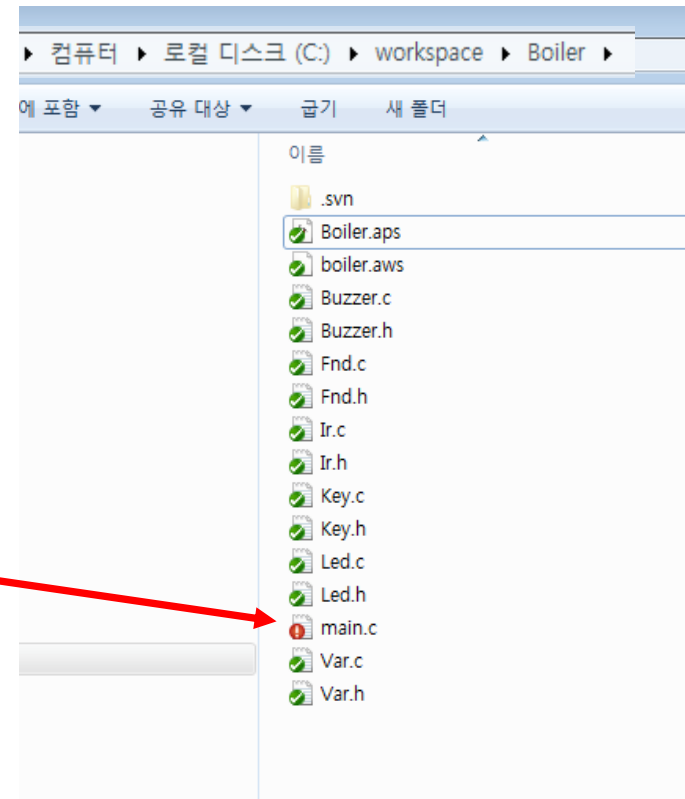 컴퓨터 ▸ 로컬 디스크 (C:) ▸ workspace ▸ Boiler ▸
에 포함 ▼ 공유 대상 ▼ 굽기 새 폴더
이름
.svn
Boiler.aps
boiler.aws
Buzzer.c
Buzzer.h
Fnd.c
Fnd.h
Ir.c
Ir.h
Key.c
Key.h
Led.c
Led.h
main.c
Var.c
Var.h